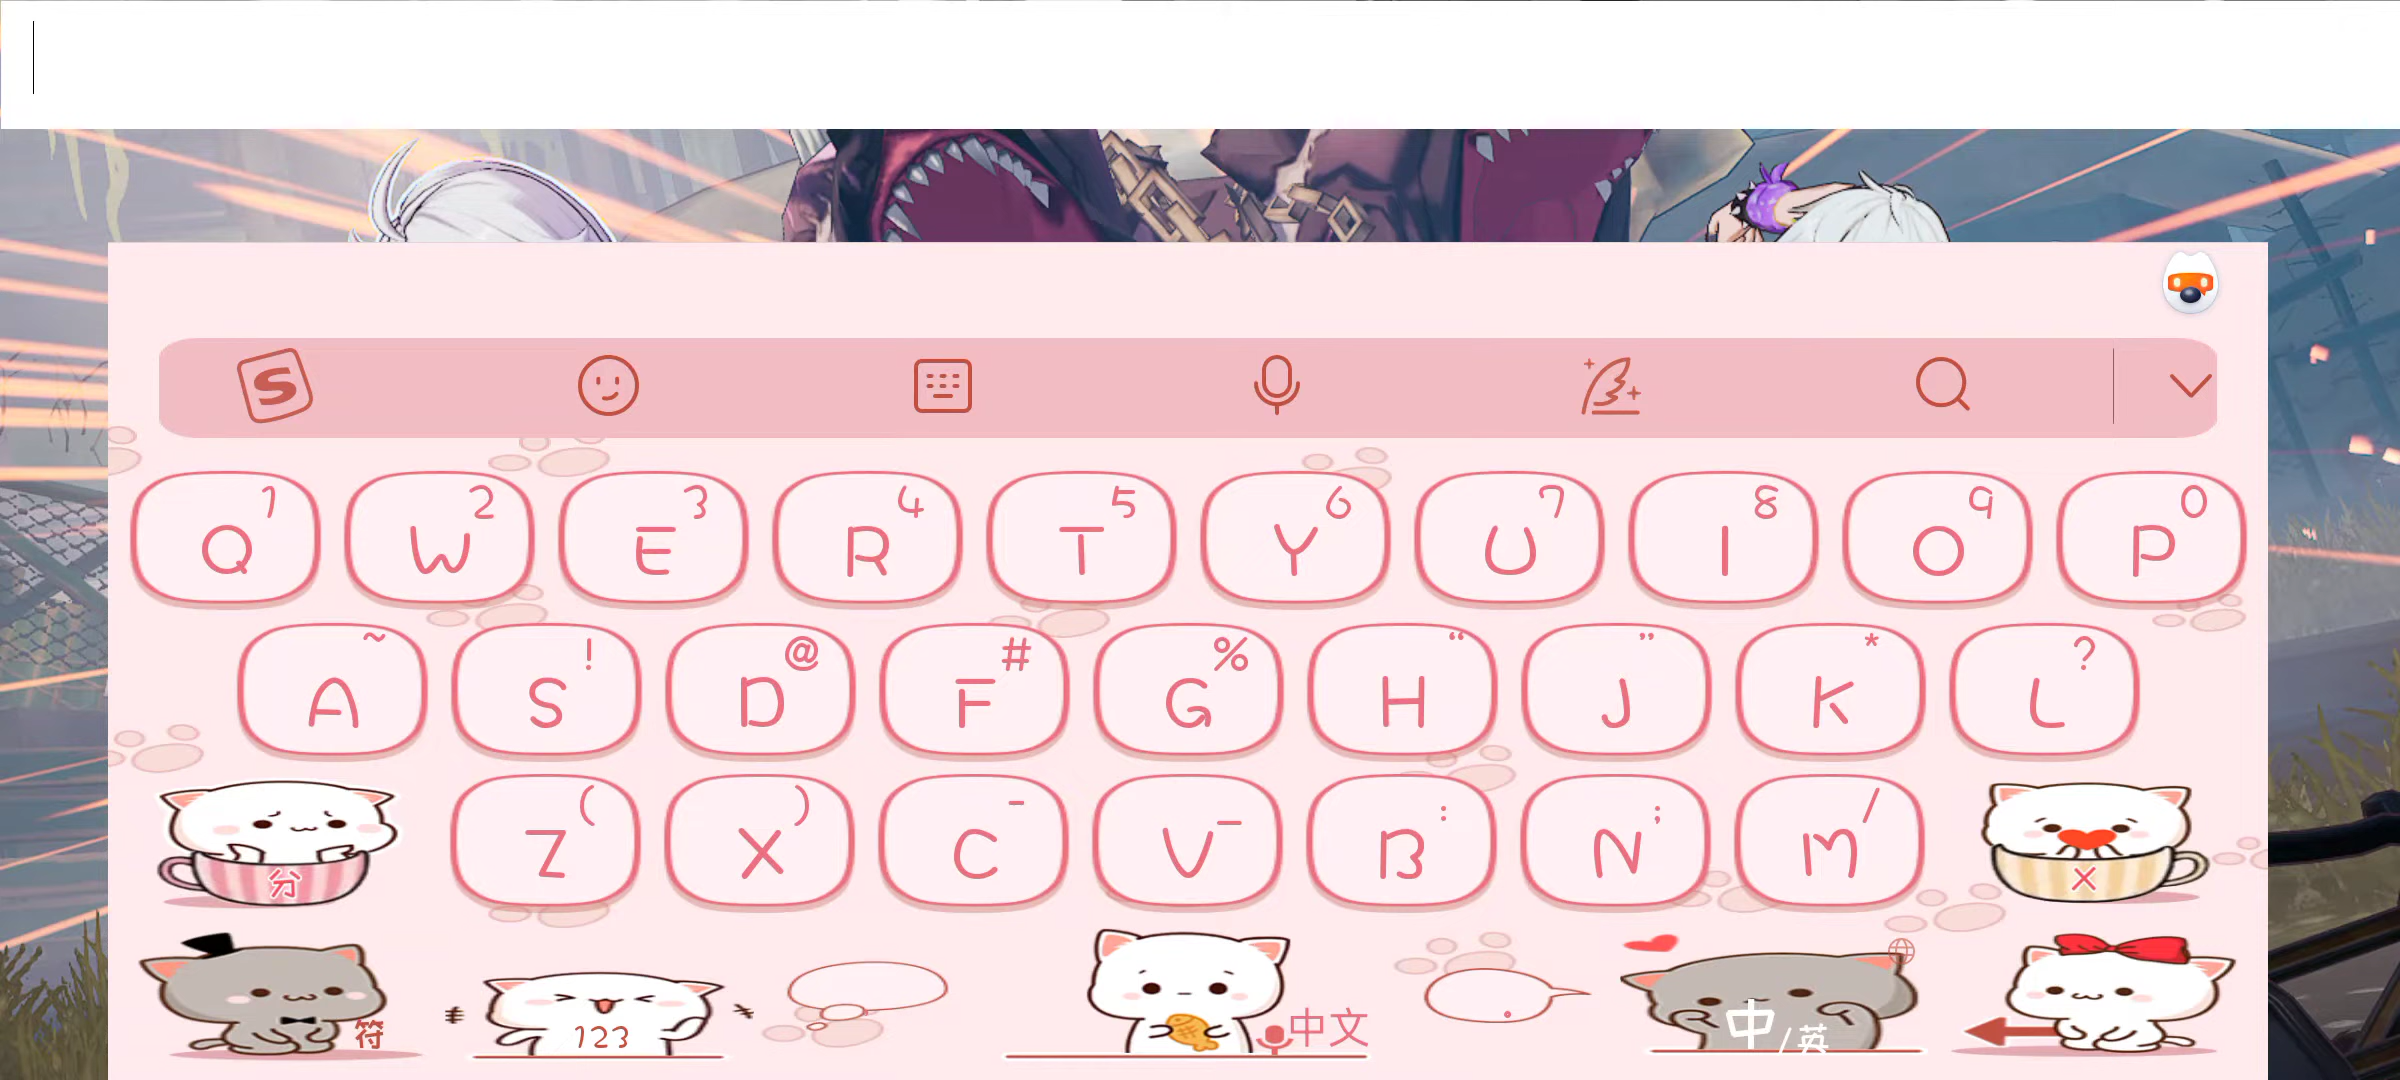 S
1 2 3 4 5 6 7 8 9 0
Q W E R T Y U I O P
~ ! @ # % “ ” * ?
A S D F G H J K L
( ) - — : ; /
分 Z X C V B N M ×
符 123 中文 中/英